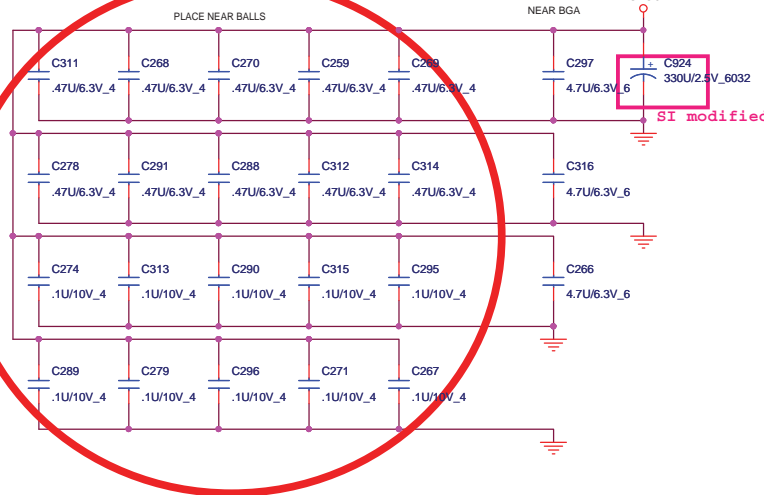 PLACE NEAR BALLS
NEAR BGA
C311
.47U/6.3V_4
C268
.47U/6.3V_4
C270
.47U/6.3V_4
C259
.47U/6.3V_4
C269
.47U/6.3V_4
C297
4.7U/6.3V_6
+
C924
330U/2.5V_6032
SI modified
C278
.47U/6.3V_4
C291
.47U/6.3V_4
C288
.47U/6.3V_4
C312
.47U/6.3V_4
C314
.47U/6.3V_4
C316
4.7U/6.3V_6
C274
.1U/10V_4
C313
.1U/10V_4
C290
.1U/10V_4
C315
.1U/10V_4
C295
.1U/10V_4
C266
4.7U/6.3V_6
C289
.1U/10V_4
C279
.1U/10V_4
C296
.1U/10V_4
C271
.1U/10V_4
C267
.1U/10V_4